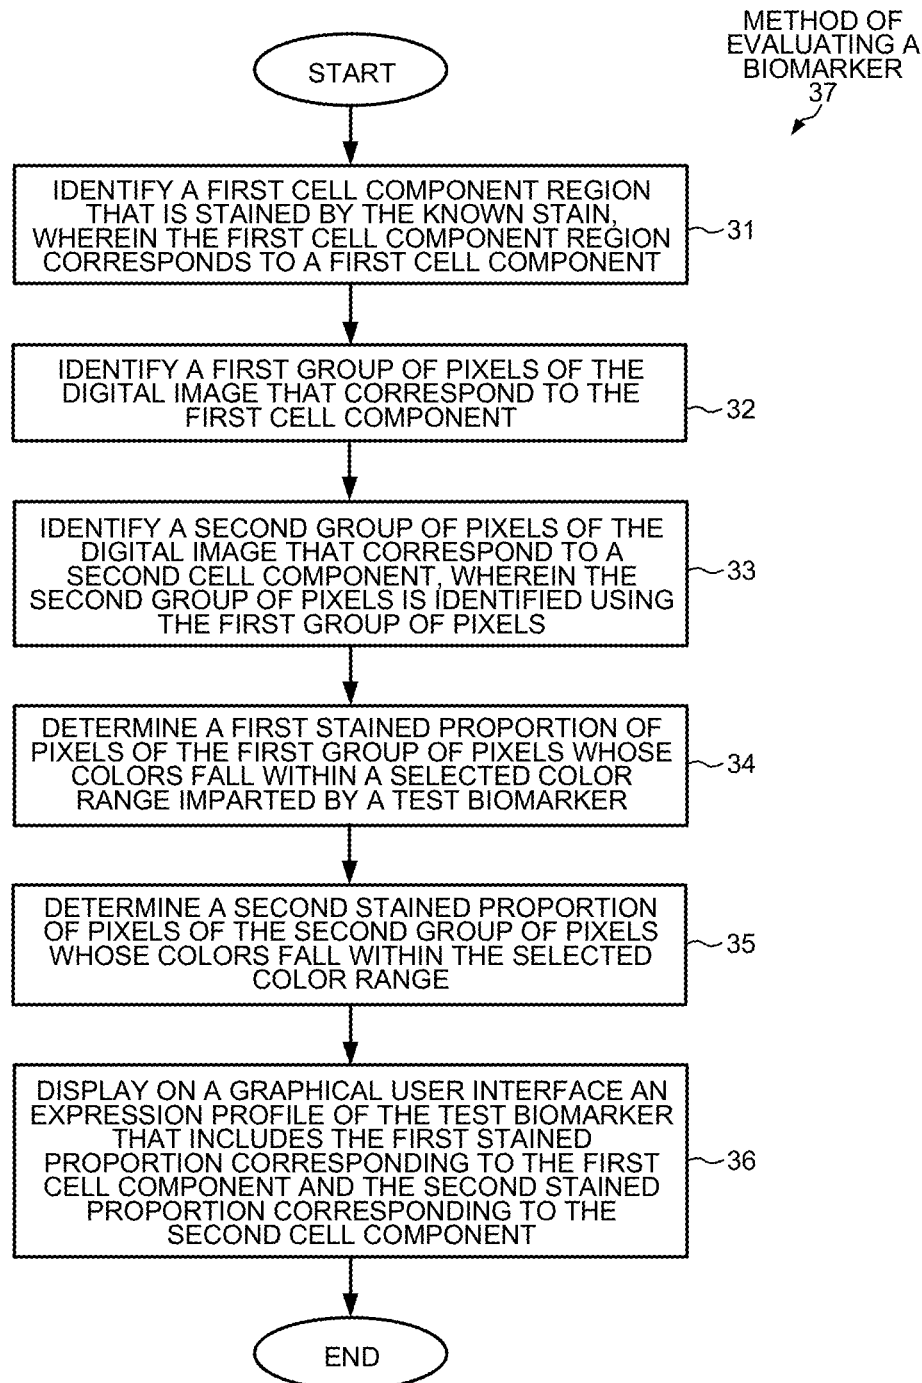 METHOD OF
EVALUATING A
BIOMARKER
37
START
IDENTIFY A FIRST CELL COMPONENT REGION
THAT IS STAINED BY THE KNOWN STAIN,
WHEREIN THE FIRST CELL COMPONENT REGION
CORRESPONDS TO A FIRST CELL COMPONENT
31
IDENTIFY A FIRST GROUP OF PIXELS OF THE
DIGITAL IMAGE THAT CORRESPOND TO THE
FIRST CELL COMPONENT
32
IDENTIFY A SECOND GROUP OF PIXELS OF THE
DIGITAL IMAGE THAT CORRESPOND TO A
SECOND CELL COMPONENT, WHEREIN THE
SECOND GROUP OF PIXELS IS IDENTIFIED USING
THE FIRST GROUP OF PIXELS
33
DETERMINE A FIRST STAINED PROPORTION OF
PIXELS OF THE FIRST GROUP OF PIXELS WHOSE
COLORS FALL WITHIN A SELECTED COLOR
RANGE IMPARTED BY A TEST BIOMARKER
34
DETERMINE A SECOND STAINED PROPORTION
OF PIXELS OF THE SECOND GROUP OF PIXELS
WHOSE COLORS FALL WITHIN THE SELECTED
COLOR RANGE
35
DISPLAY ON A GRAPHICAL USER INTERFACE AN
EXPRESSION PROFILE OF THE TEST BIOMARKER
THAT INCLUDES THE FIRST STAINED
PROPORTION CORRESPONDING TO THE FIRST
CELL COMPONENT AND THE SECOND STAINED
PROPORTION CORRESPONDING TO THE
SECOND CELL COMPONENT
36
END